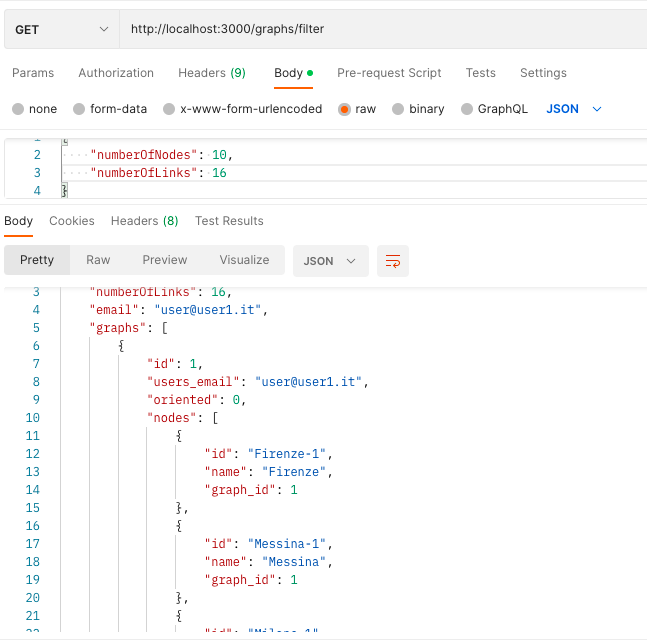 GET http://localhost:3000/graphs/filter
Params Authorization Headers (9) Body Pre-request Script Tests Settings
none form-data x-www-form-urlencoded raw binary GraphQL JSON
1 {
2 "numberOfNodes": 10,
3 "numberOfLinks": 16
4 }
Body Cookies Headers (8) Test Results
Pretty Raw Preview Visualize JSON
3 "numberOfLinks": 16,
4 "email": "user@user1.it",
5 "graphs": [
6 {
7 "id": 1,
8 "users_email": "user@user1.it",
9 "oriented": 0,
10 "nodes": [
11 {
12 "id": "Firenze-1",
13 "name": "Firenze",
14 "graph_id": 1
15 },
16 {
17 "id": "Messina-1",
18 "name": "Messina",
19 "graph_id": 1
20 },
21 {
22 "id": "Milano-1",